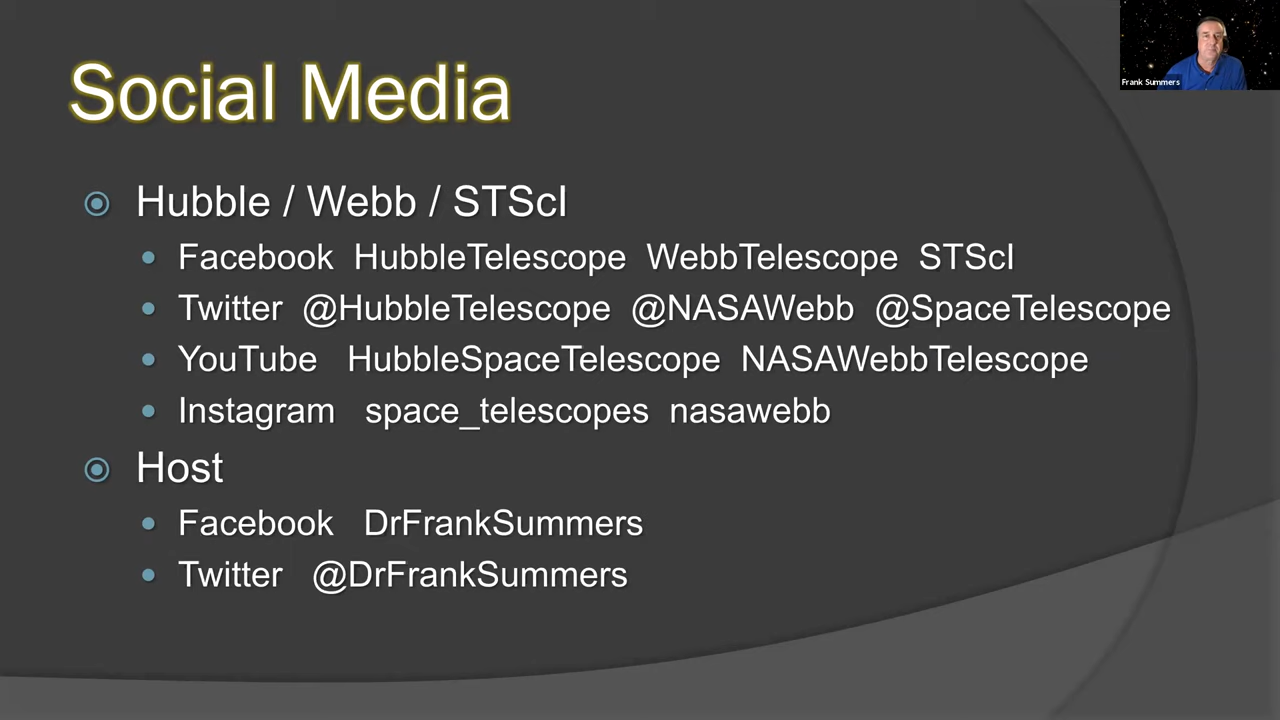 Social Media
Frank Summers
Hubble / Webb / STScI
Facebook HubbleTelescope WebbTelescope STScI
Twitter @HubbleTelescope @NASAWebb @SpaceTelescope
YouTube HubbleSpaceTelescope NASAWebbTelescope
Instagram space_telescopes nasawebb
Host
Facebook DrFrankSummers
Twitter @DrFrankSummers